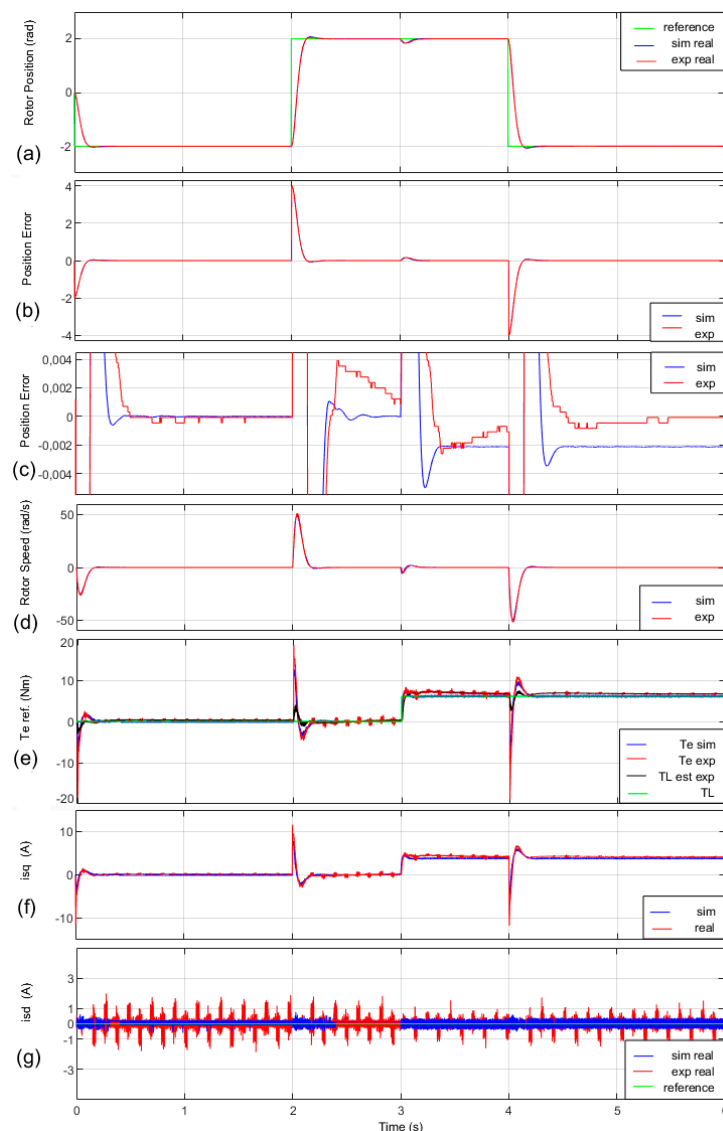 Rotor Position (rad)
2
0
-2
reference
sim real
exp real
(a)
Position Error
4
2
0
-2
-4
sim
exp
(b)
Position Error
0,004
0,002
0
-0,002
-0,004
sim
exp
(c)
Rotor Speed (rad/s)
50
0
-50
sim
exp
(d)
Te ref. (Nm)
20
10
0
-10
-20
Te sim
Te exp
TL est exp
TL
(e)
isq (A)
10
0
-10
sim
real
(f)
isd (A)
3
1
0
-1
-3
sim real
exp real
reference
(g)
0 1 2 3 4 5 6
Time (s)